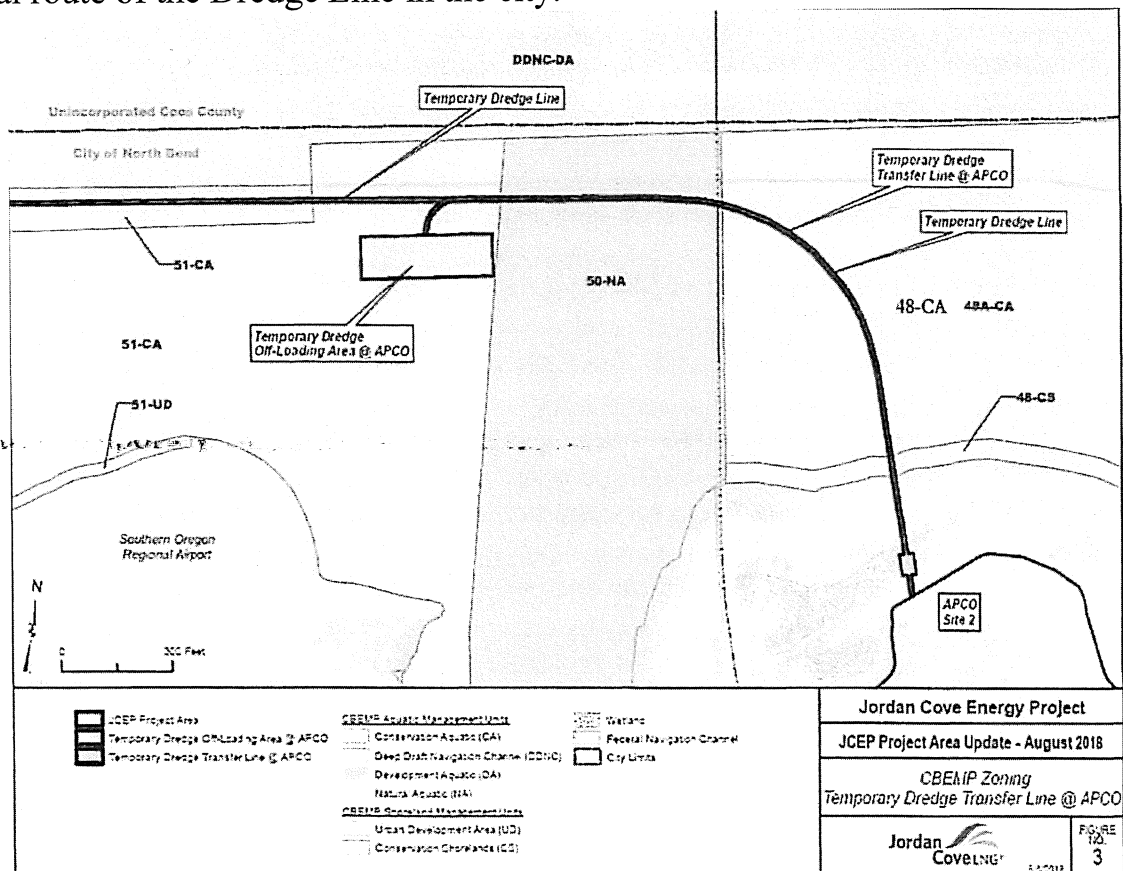 al route of the Dredge Line in the city.
DDNC-DA
Temporary Dredge Line
Unincorporated Coos County
City of North Bend
Temporary Dredge
Transfer Line @ APCO
Temporary Dredge Line
51-CA
50-NA
48-CA 48A-CA
Temporary Dredge
Off-Loading Area @ APCO
51-CA
51-UD
48-CS
Southern Oregon
Regional Airport
N
0
300 Feet
APCO
Site 2
JCEP Project Area
Temporary Dredge Off-Loading Area @ APCO
Temporary Dredge Transfer Line @ APCO
CBEMP Aquatic Management Units
Conservation Aquatic (CA)
Deep Draft Navigation Channel (DDNC)
Development Aquatic (DA)
Natural Aquatic (NA)
CBEMP Shoreland Management Units
Urban Development Area (UD)
Conservation Shorelands (CS)
Wetland
Federal Navigation Channel
City Limits
Jordan Cove Energy Project
JCEP Project Area Update - August 2018
CBEMP Zoning
Temporary Dredge Transfer Line @ APCO
Jordan
Cove LNG
FIGURE
NO.
3